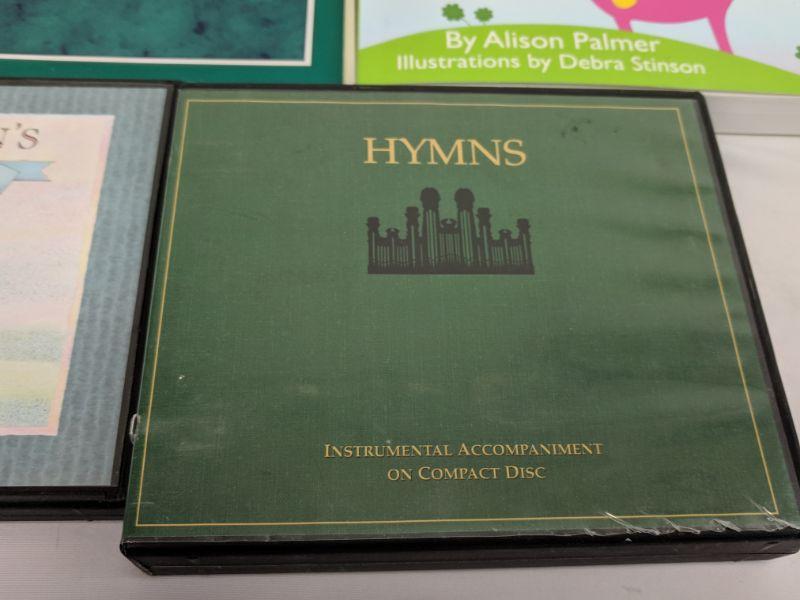 By Alison Palmer
Illustrations by Debra Stinson
N'S
HYMNS
INSTRUMENTAL ACCOMPANIMENT
ON COMPACT DISC